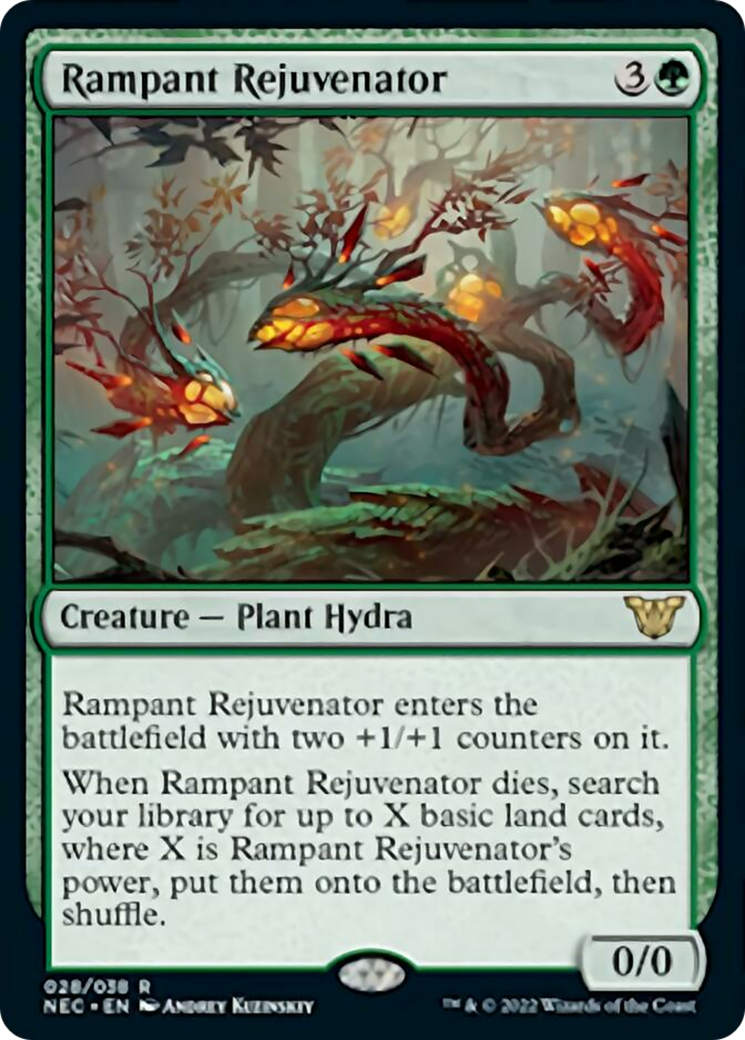 Rampant Rejuvenator 3
Creature — Plant Hydra
Rampant Rejuvenator enters the
battlefield with two +1/+1 counters on it.
When Rampant Rejuvenator dies, search
your library for up to X basic land cards,
where X is Rampant Rejuvenator's
power, put them onto the battlefield, then
shuffle.
0/0
028/038 R
NEC • EN Andrey Kuzinskiy
™ & © 2022 Wizards of the Coast